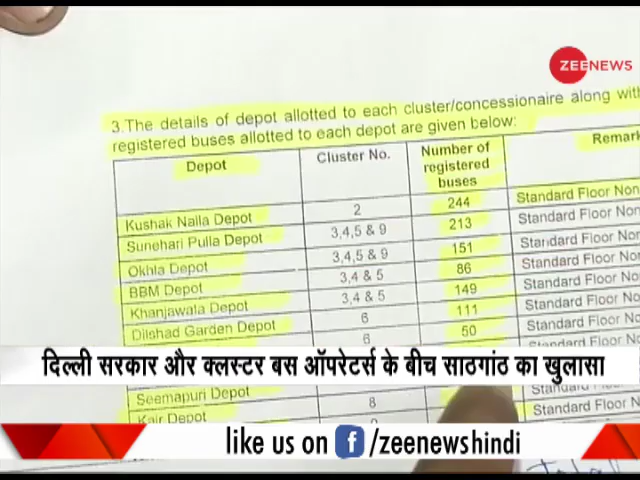 ZEENEWS
3.The details of depot allotted to each cluster/concessionaire along with
registered buses allotted to each depot are given below:
Depot Cluster No. Number of registered buses
Kushak Nalla Depot 2 244 Standard Floor Non
Sunehari Pulla Depot 3,4,5 & 9 213 Standard Floor Non
Okhla Depot 3,4,5 & 9 151 Standard Floor Non
BBM Depot 3,4 & 5 86 Standard Floor Non
Khanjawala Depot 3,4 & 5 149 Standard Floor Non
Dilshad Garden Depot 6 111 Standard Floor Non
6 50 Standard Floor Non
दिल्ली सरकार और क्लस्टर बस ऑपरेटर्स के बीच साठगांठ का खुलासा
Seemapuri Depot 8 Standard Floor Non
Kair Depot
like us on f/zeenewshindi